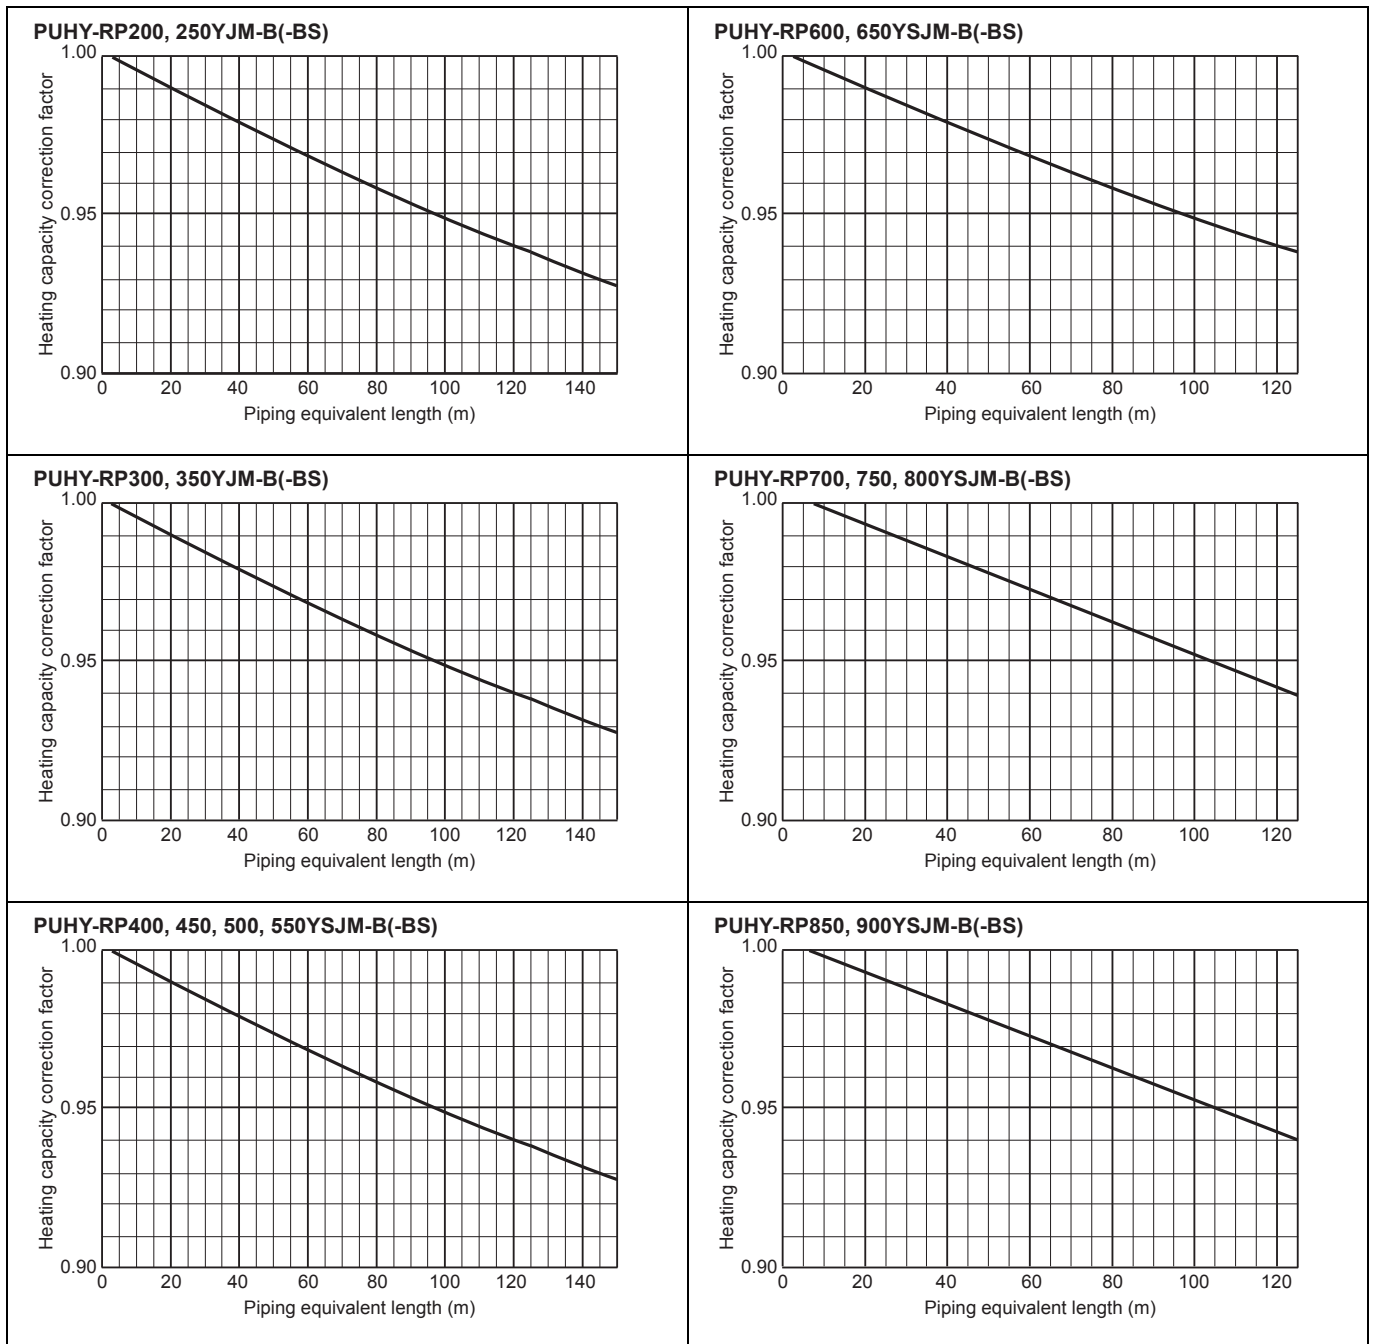 PUHY-RP200, 250YJM-B(-BS)
Heating capacity correction factor
1.00
0.95
0.90
0 20 40 60 80 100 120 140
Piping equivalent length (m)
PUHY-RP600, 650YSJM-B(-BS)
Heating capacity correction factor
1.00
0.95
0.90
0 20 40 60 80 100 120
Piping equivalent length (m)
PUHY-RP300, 350YJM-B(-BS)
Heating capacity correction factor
1.00
0.95
0.90
0 20 40 60 80 100 120 140
Piping equivalent length (m)
PUHY-RP700, 750, 800YSJM-B(-BS)
Heating capacity correction factor
1.00
0.95
0.90
0 20 40 60 80 100 120
Piping equivalent length (m)
PUHY-RP400, 450, 500, 550YSJM-B(-BS)
Heating capacity correction factor
1.00
0.95
0.90
0 20 40 60 80 100 120 140
Piping equivalent length (m)
PUHY-RP850, 900YSJM-B(-BS)
Heating capacity correction factor
1.00
0.95
0.90
0 20 40 60 80 100 120
Piping equivalent length (m)